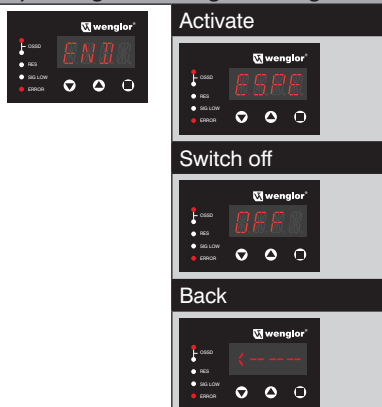 wenglor®
OSSD
END
RES
SIG LOW
ERROR
Activate
wenglor®
OSSD
ESPE
RES
SIG LOW
ERROR
Switch off
wenglor®
OSSD
OFF
RES
SIG LOW
ERROR
Back
wenglor®
OSSD
<----
RES
SIG LOW
ERROR